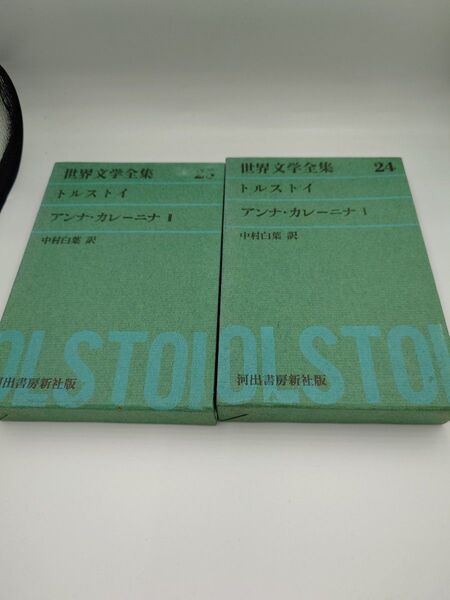 世界文学全集 25
トルストイ
アンナ・カレーニナ Ⅱ
中村白葉 訳
OLSTOI
河出書房新社版
世界文学全集 24
トルストイ
アンナ・カレーニナ Ⅰ
中村白葉 訳
OLSTOI
河出書房新社版